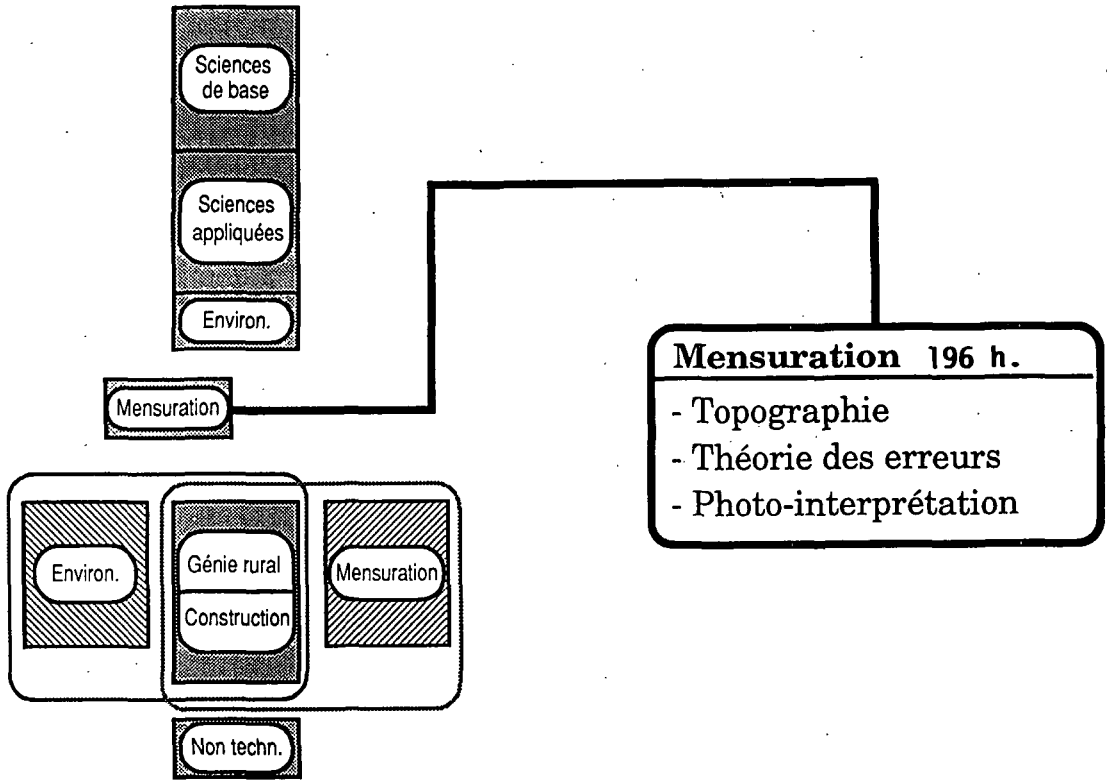 Sciences
de base
Sciences
appliquées
Environ.
Mensuration
Environ.
Génie rural
Construction
Mensuration
Non techn.
Mensuration 196 h.
- Topographie
- Théorie des erreurs
- Photo-interprétation